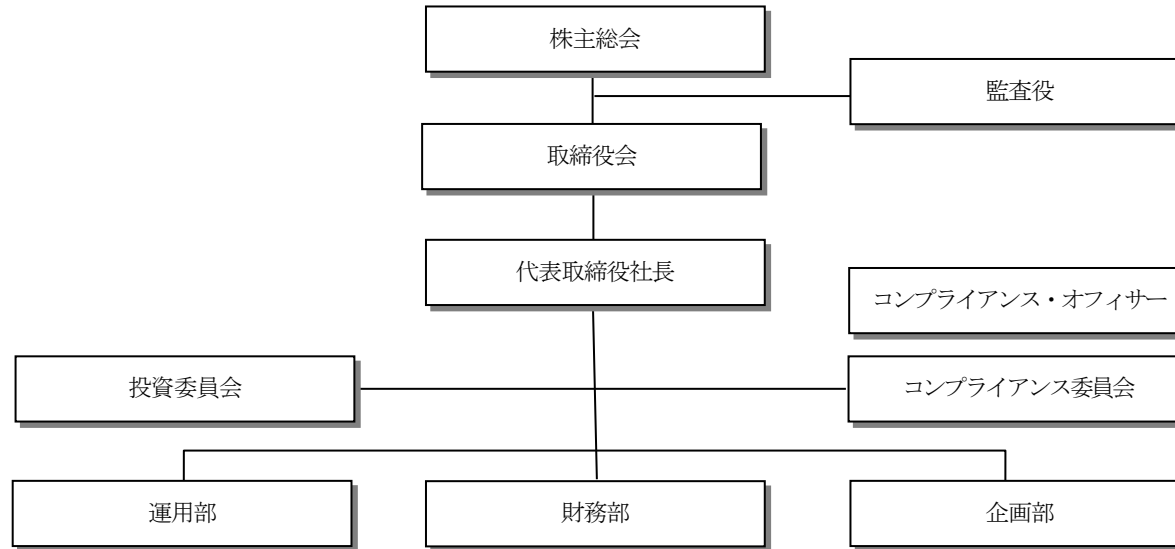 株主総会
監査役
取締役会
代表取締役社長
コンプライアンス・オフィサー
投資委員会
コンプライアンス委員会
運用部
財務部
企画部